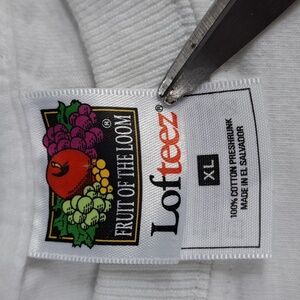 FRUIT OF THE LOOM®
Lofteez®
XL
100% COTTON PRESHRUNK
MADE IN EL SALVADOR